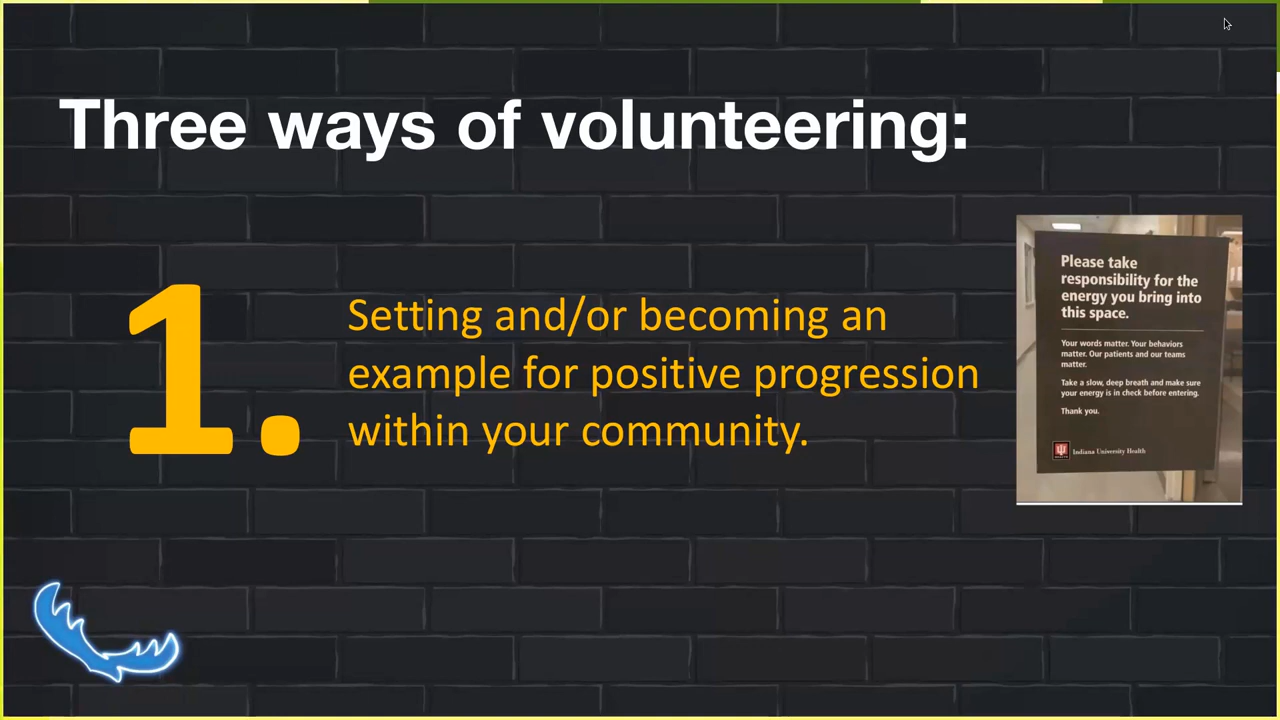 Three ways of volunteering:
1.
Setting and/or becoming an
example for positive progression
within your community.
Please take
responsibility for the
energy you bring into
this space.
Your words matter. Your behaviors
matter. Our patients and our teams
matter.
Take a slow, deep breath and make sure
your energy is in check before entering.
Thank you.
Indiana University Health